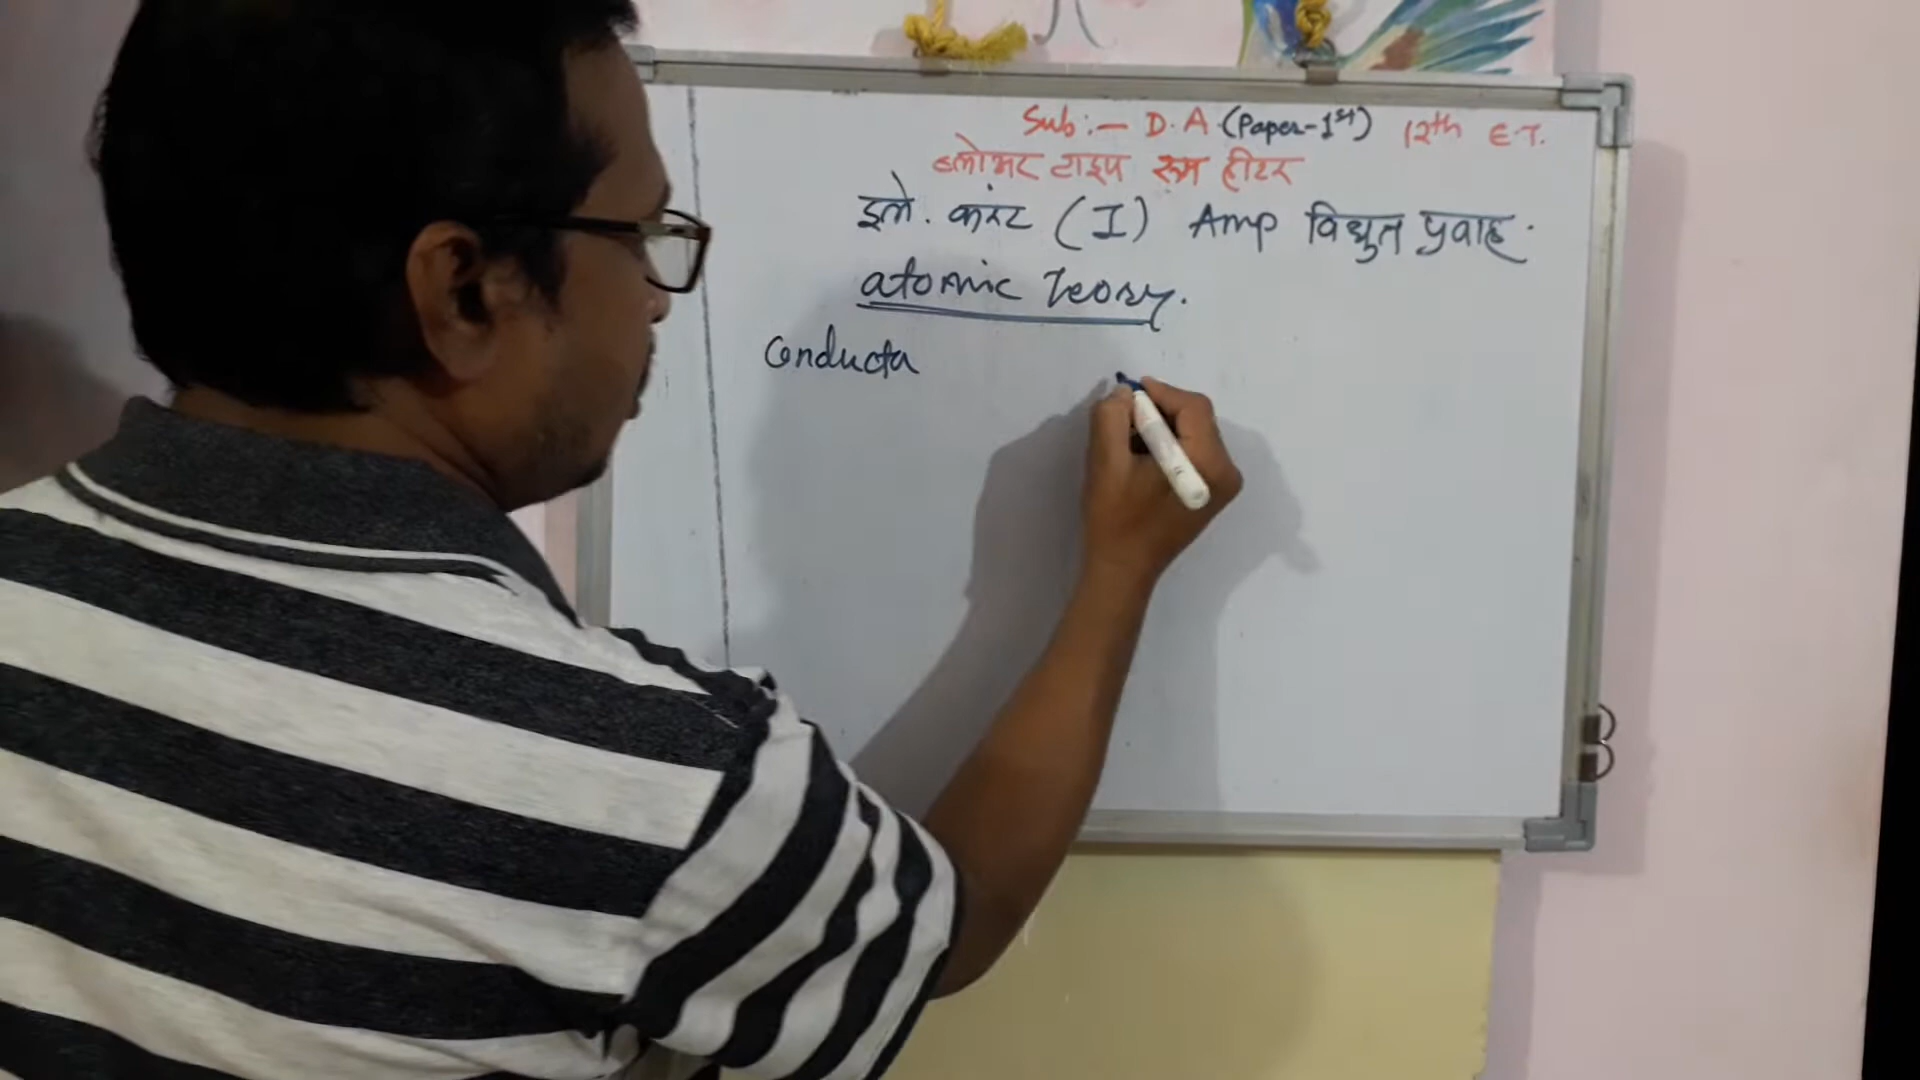 Sub:- D.A (Paper-1st) 12th E.T.
ब्लोअर टाइप रूम हीटर
इले. करंट (I) Amp विद्युत प्रवाह.
atomic Teory.
Conducta